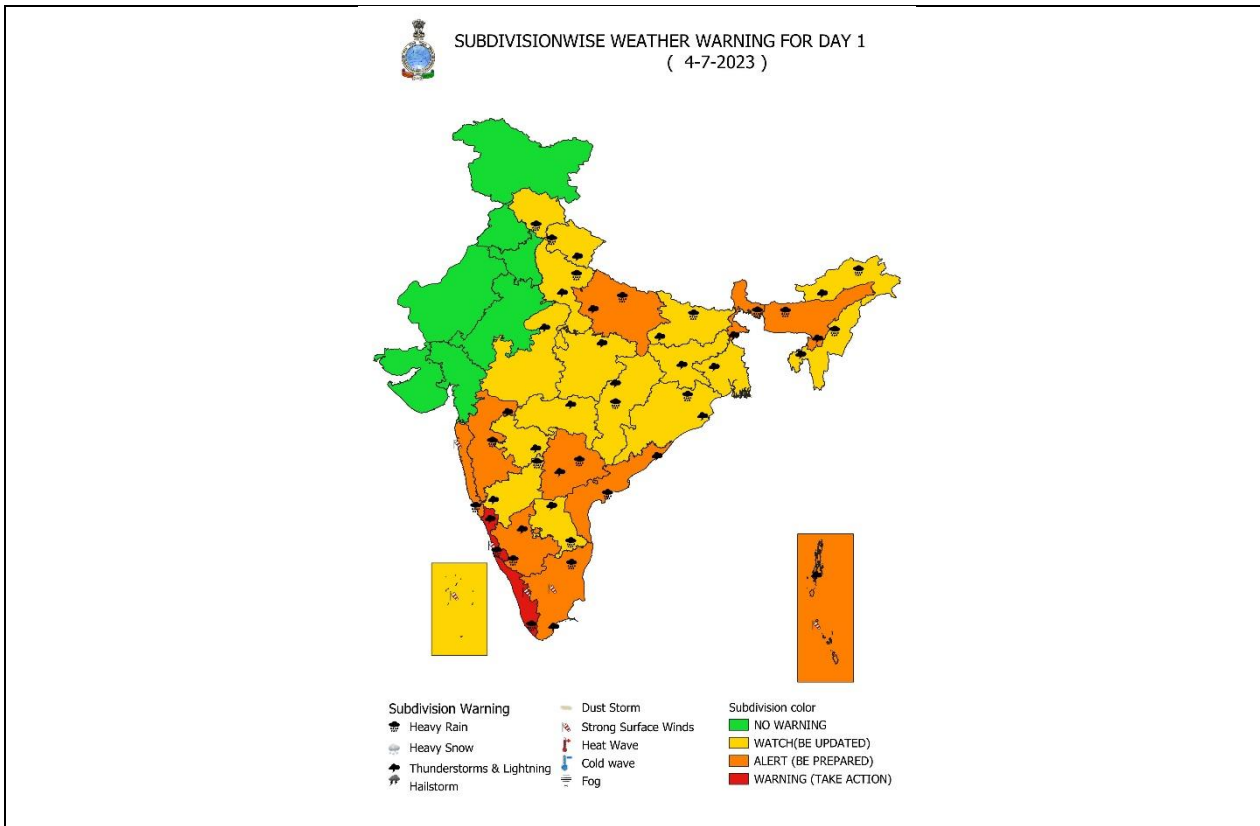 SUBDIVISIONWISE WEATHER WARNING FOR DAY 1
( 4-7-2023 )
Subdivision Warning
Heavy Rain
Heavy Snow
Thunderstorms & Lightning
Hailstorm
Dust Storm
Strong Surface Winds
Heat Wave
Cold wave
Fog
Subdivision color
NO WARNING
WATCH(BE UPDATED)
ALERT (BE PREPARED)
WARNING (TAKE ACTION)